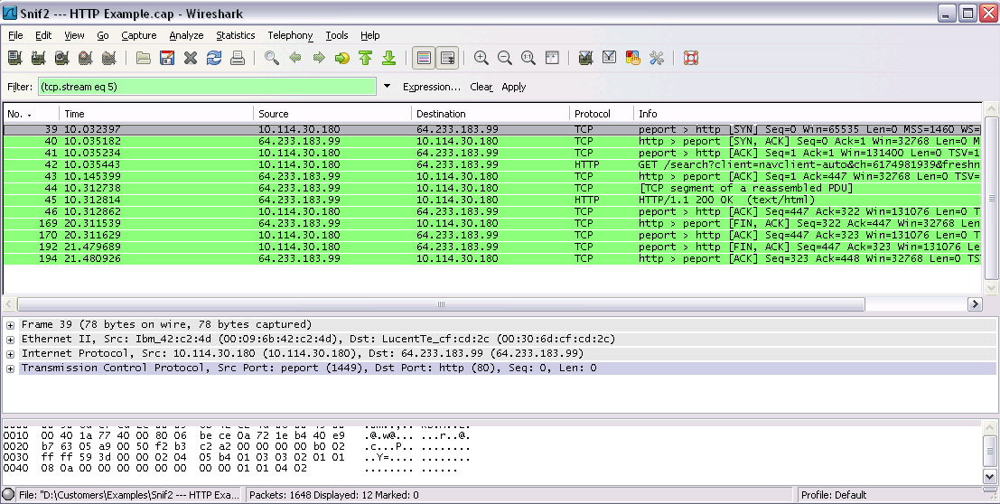 Snif2 --- HTTP Example.cap - Wireshark
File Edit View Go Capture Analyze Statistics Telephony Tools Help
Filter: (tcp.stream eq 5) Expression... Clear Apply
No. Time Source Destination Protocol Info
39 10.032397 10.114.30.180 64.233.183.99 TCP peport > http [SYN] Seq=0 Win=65535 Len=0 MSS=1460 WS=
40 10.035182 64.233.183.99 10.114.30.180 TCP http > peport [SYN, ACK] Seq=0 Ack=1 Win=32768 Len=0 M
41 10.035234 10.114.30.180 64.233.183.99 TCP peport > http [ACK] Seq=1 Ack=1 Win=131400 Len=0 TSV=1
42 10.035443 10.114.30.180 64.233.183.99 HTTP GET /search?client=navclient-auto&ch=6174981939&freshn
43 10.145399 64.233.183.99 10.114.30.180 TCP http > peport [ACK] Seq=1 Ack=447 Win=32768 Len=0 TSV=
44 10.312738 64.233.183.99 10.114.30.180 TCP [TCP segment of a reassembled PDU]
45 10.312814 64.233.183.99 10.114.30.180 HTTP HTTP/1.1 200 OK (text/html)
46 10.312862 10.114.30.180 64.233.183.99 TCP peport > http [ACK] Seq=447 Ack=322 Win=131076 Len=0 T
169 20.311539 64.233.183.99 10.114.30.180 TCP http > peport [FIN, ACK] Seq=322 Ack=447 Win=32768 Len
170 20.311629 10.114.30.180 64.233.183.99 TCP peport > http [ACK] Seq=447 Ack=323 Win=131076 Len=0 T
192 21.479689 10.114.30.180 64.233.183.99 TCP peport > http [FIN, ACK] Seq=447 Ack=323 Win=131076 Le
194 21.480926 64.233.183.99 10.114.30.180 TCP http > peport [ACK] Seq=323 Ack=448 Win=32768 Len=0 TS
Frame 39 (78 bytes on wire, 78 bytes captured)
Ethernet II, Src: Ibm_42:c2:4d (00:09:6b:42:c2:4d), Dst: LucentTe_cf:cd:2c (00:30:6d:cf:cd:2c)
Internet Protocol, Src: 10.114.30.180 (10.114.30.180), Dst: 64.233.183.99 (64.233.183.99)
Transmission Control Protocol, Src Port: peport (1449), Dst Port: http (80), Seq: 0, Len: 0
0010 00 40 1a 77 40 00 80 06 be ce 0a 72 1e b4 40 e9 .@.w@... ...r..@.
0020 b7 63 05 a9 00 50 f2 b3 c2 a2 00 00 00 00 b0 02 .c...P.. ........
0030 ff ff 59 3d 00 00 02 04 05 b4 01 03 03 02 01 01 ..Y=.... ........
0040 08 0a 00 00 00 00 00 00 00 00 01 01 04 02 ........ ......
File: "D:\Customers\Examples\Snif2 --- HTTP Exa... Packets: 1648 Displayed: 12 Marked: 0 Profile: Default